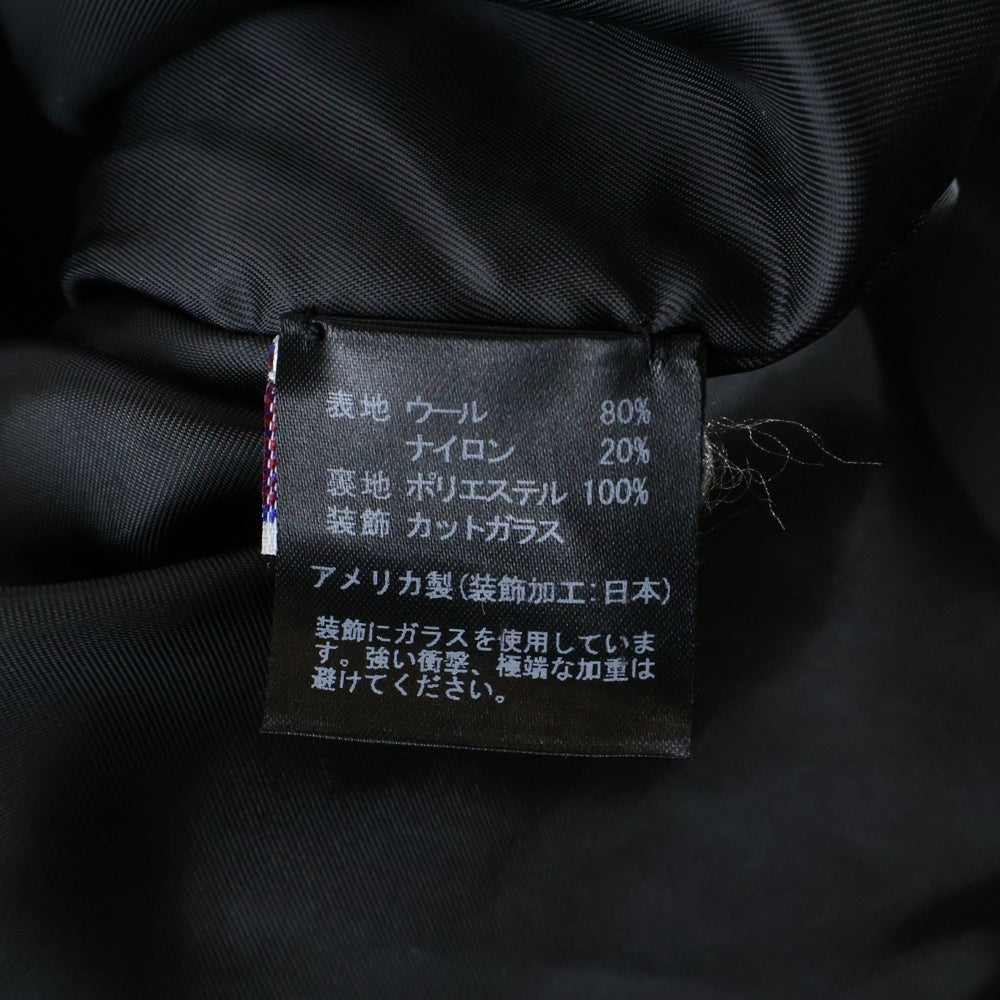 表地 ウール 80%
ナイロン 20%
裏地 ポリエステル 100%
装飾 カットガラス
アメリカ製(装飾加工:日本)
装飾にガラスを使用していま
す。強い衝撃、極端な加重は
避けてください。